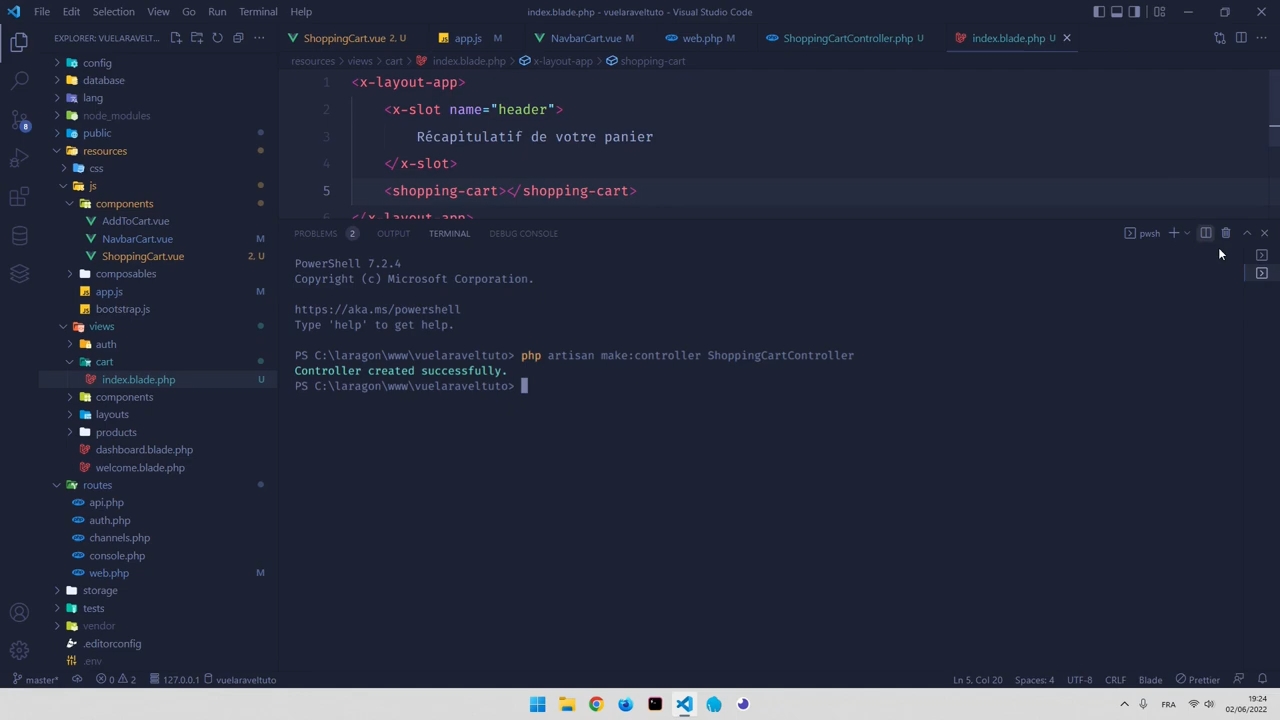 File Edit Selection View Go Run Terminal Help
index.blade.php - vuelaraveltuto - Visual Studio Code
EXPLORER: VUELARAVELT...
ShoppingCart.vue 2, U
app.js M
NavbarCart.vue M
web.php M
ShoppingCartController.php U
index.blade.php U
resources > views > cart > index.blade.php > x-layout-app > shopping-cart
config
database
lang
node_modules
public
resources
css
js
components
AddToCart.vue
NavbarCart.vue M
ShoppingCart.vue 2, U
composables
app.js M
bootstrap.js
views
auth
cart
index.blade.php U
components
layouts
products
dashboard.blade.php
welcome.blade.php
routes
api.php
auth.php
channels.php
console.php
web.php M
storage
tests
vendor
.editorconfig
.env
8
1 <x-layout-app>
2 <x-slot name="header">
3 Récapitulatif de votre panier
4 </x-slot>
5 <shopping-cart></shopping-cart>
6 </x-layout-app>
PROBLEMS 2 OUTPUT TERMINAL DEBUG CONSOLE
pwsh
PowerShell 7.2.4
Copyright (c) Microsoft Corporation.
https://aka.ms/powershell
Type 'help' to get help.
PS C:\laragon\www\vuelaraveltuto> php artisan make:controller ShoppingCartController
Controller created successfully.
PS C:\laragon\www\vuelaraveltuto>
master* 0 2 127.0.0.1 vuelaraveltuto
Ln 5, Col 20 Spaces: 4 UTF-8 CRLF Blade Prettier
FRA
19:24
02/06/2022